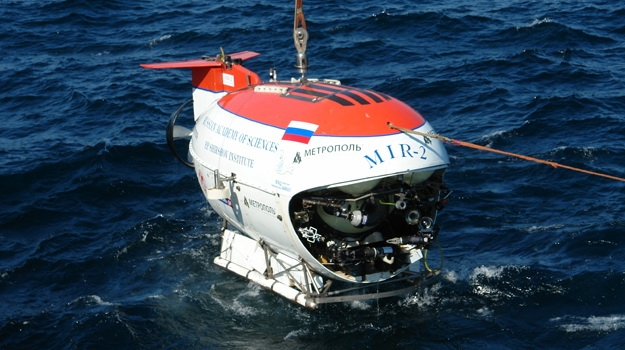 RUSSIAN ACADEMY OF SCIENCES
P.P. SHIRSHOV INSTITUTE
МЕТРОПОЛЬ
MIR-2
МЕТРОПОЛЬ